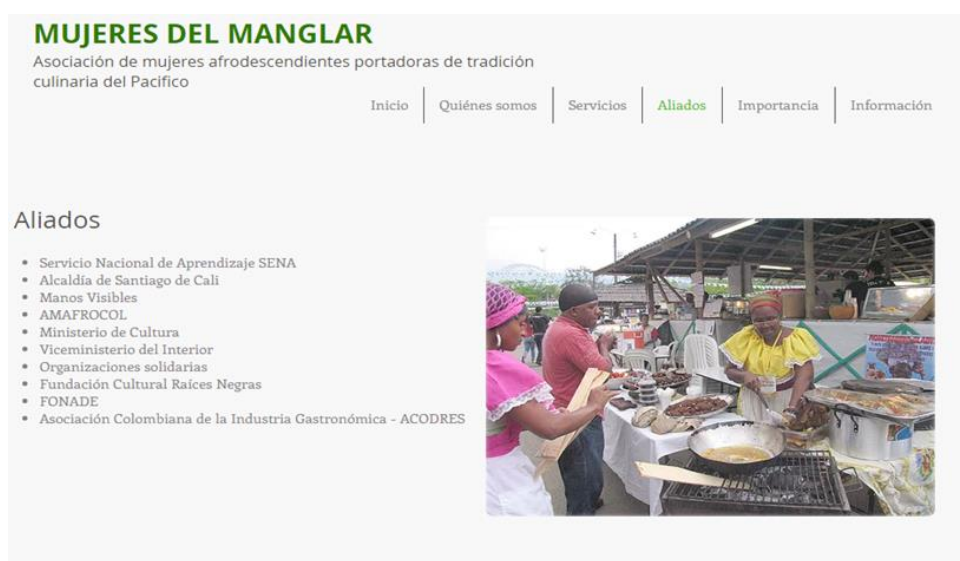 MUJERES DEL MANGLAR
Asociación de mujeres afrodescendientes portadoras de tradición
culinaria del Pacífico
Inicio
Quiénes somos
Servicios
Aliados
Importancia
Información
Aliados
Servicio Nacional de Aprendizaje SENA
Alcaldía de Santiago de Cali
Manos Visibles
AMAFROCOL
Ministerio de Cultura
Viceministerio del Interior
Organizaciones solidarias
Fundación Cultural Raíces Negras
FONADE
Asociación Colombiana de la Industria Gastronómica - ACODRES